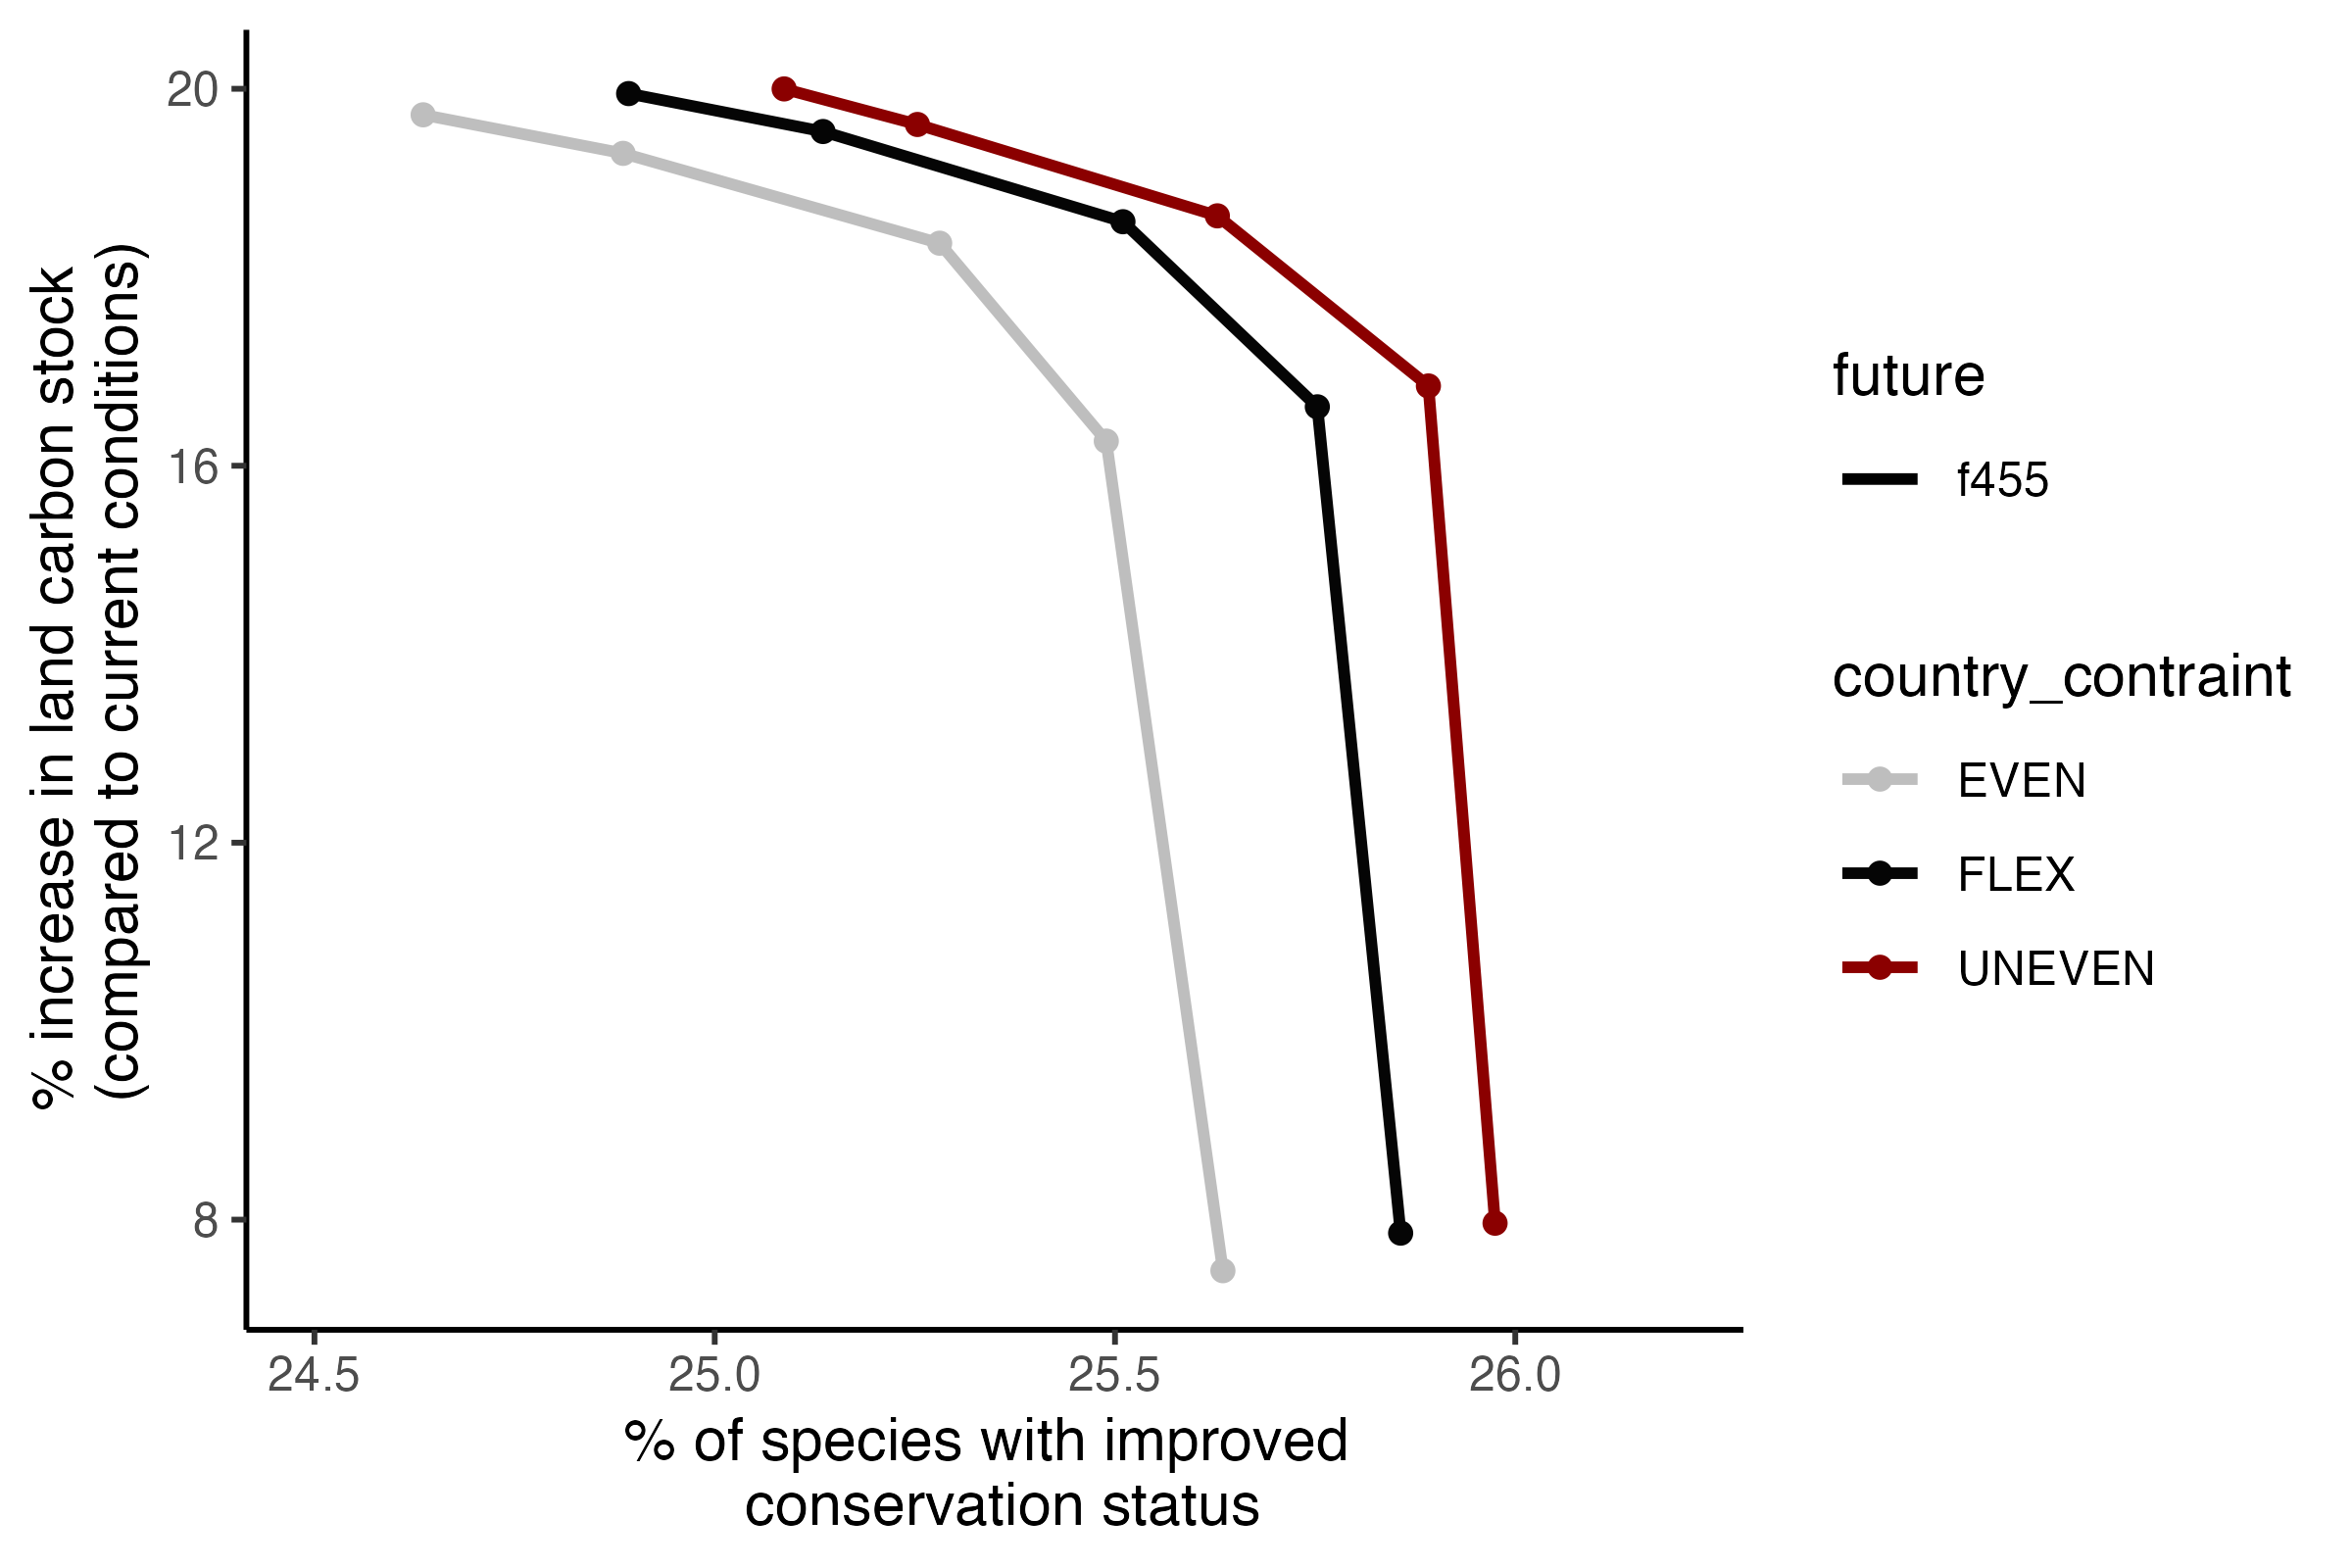 % increase in land carbon stock
(compared to current conditions)
20
16
12
8
24.5
25.0
25.5
26.0
% of species with improved
conservation status
future
f455
country_contraint
EVEN
FLEX
UNEVEN